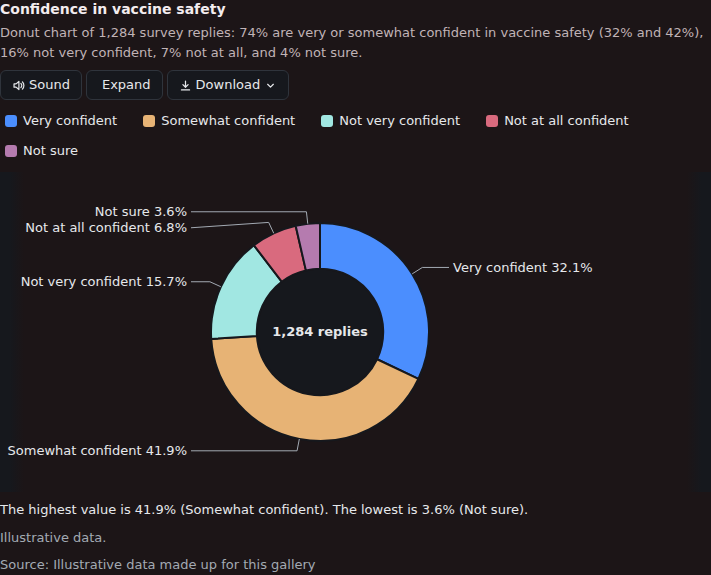 Confidence in vaccine safety
Donut chart of 1,284 survey replies: 74% are very or somewhat confident in vaccine safety (32% and 42%),
16% not very confident, 7% not at all, and 4% not sure.
Sound Expand Download
Very confident Somewhat confident Not very confident Not at all confident
Not sure
Not sure 3.6%
Not at all confident 6.8%
Very confident 32.1%
Not very confident 15.7%
1,284 replies
Somewhat confident 41.9%
The highest value is 41.9% (Somewhat confident). The lowest is 3.6% (Not sure).
Illustrative data.
Source: Illustrative data made up for this gallery